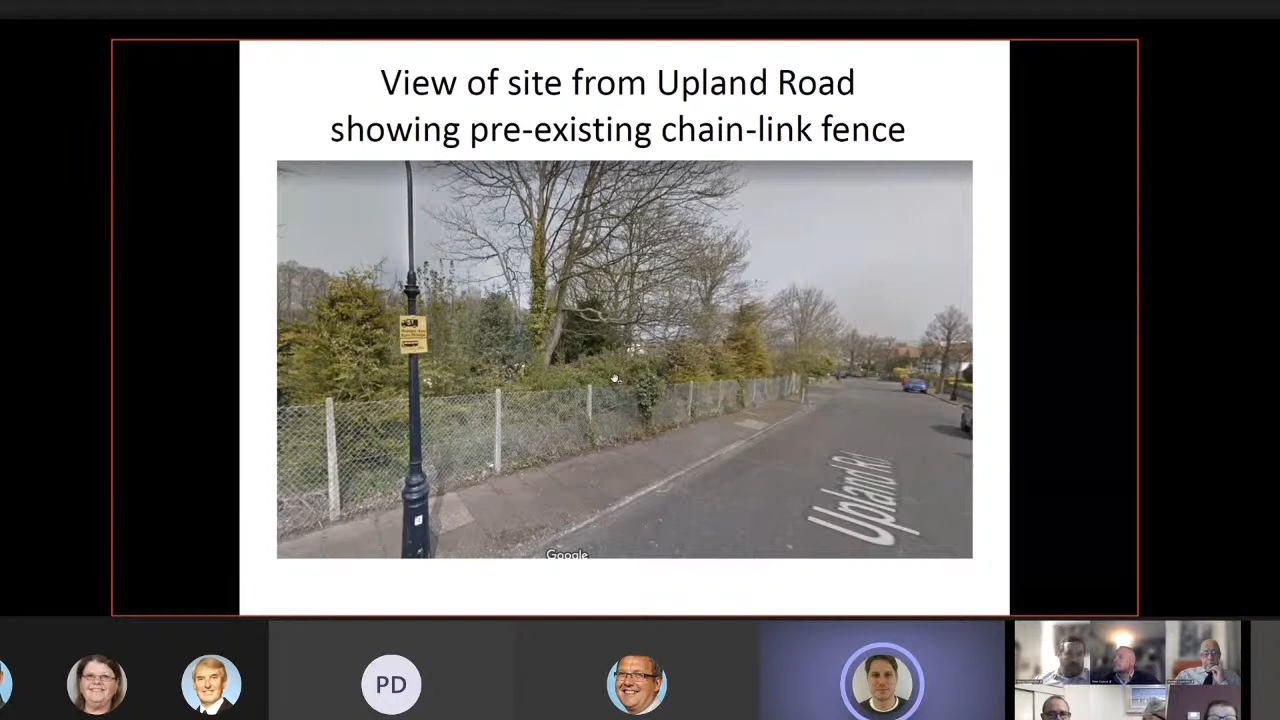 View of site from Upland Road
showing pre-existing chain-link fence
Upland Rd
Google
PD